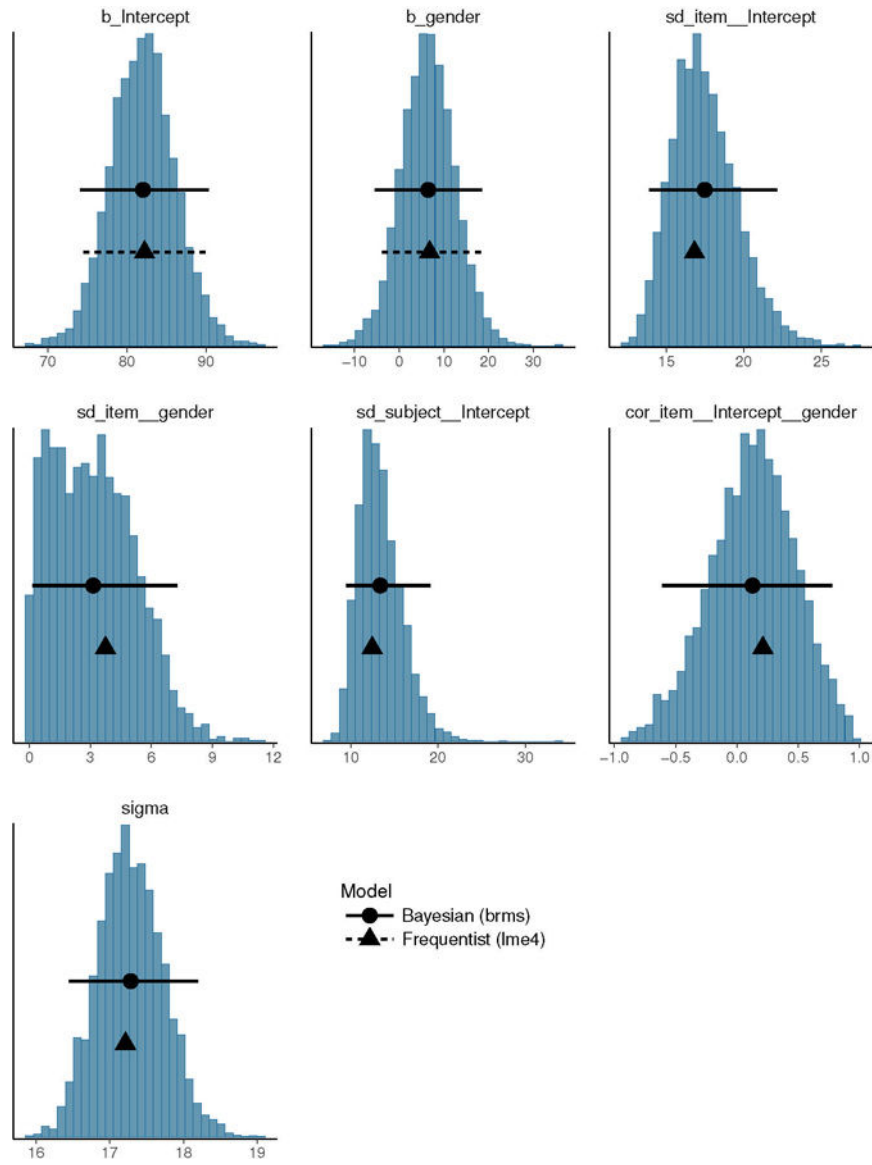 b_Intercept b_gender sd_item__Intercept
70 80 90 −10 0 10 20 30 15 20 25
sd_item__gender sd_subject__Intercept cor_item__Intercept__gender
0 3 6 9 12 10 20 30 −1.0 −0.5 0.0 0.5 1.0
sigma
Model
Bayesian (brms)
Frequentist (lme4)
16 17 18 19